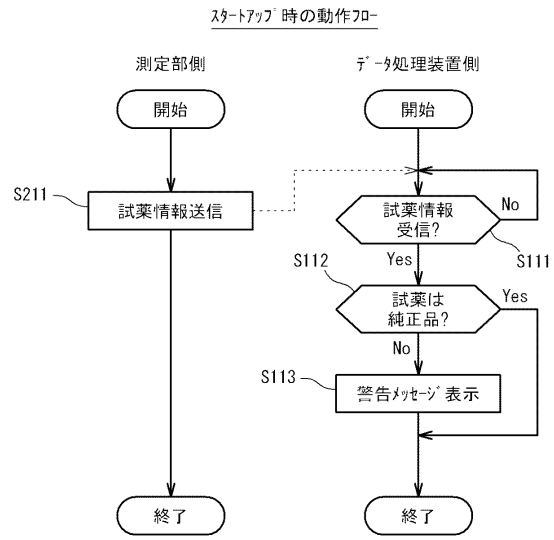 ｽﾀｰﾄｱｯﾌﾟ時の動作ﾌﾛｰ
測定部側
ﾃﾞｰﾀ処理装置側
開始
開始
S211
試薬情報送信
試薬情報
受信?
No
S111
Yes
S112
試薬は
純正品?
Yes
No
S113
警告ﾒｯｾｰｼﾞ表示
終了
終了